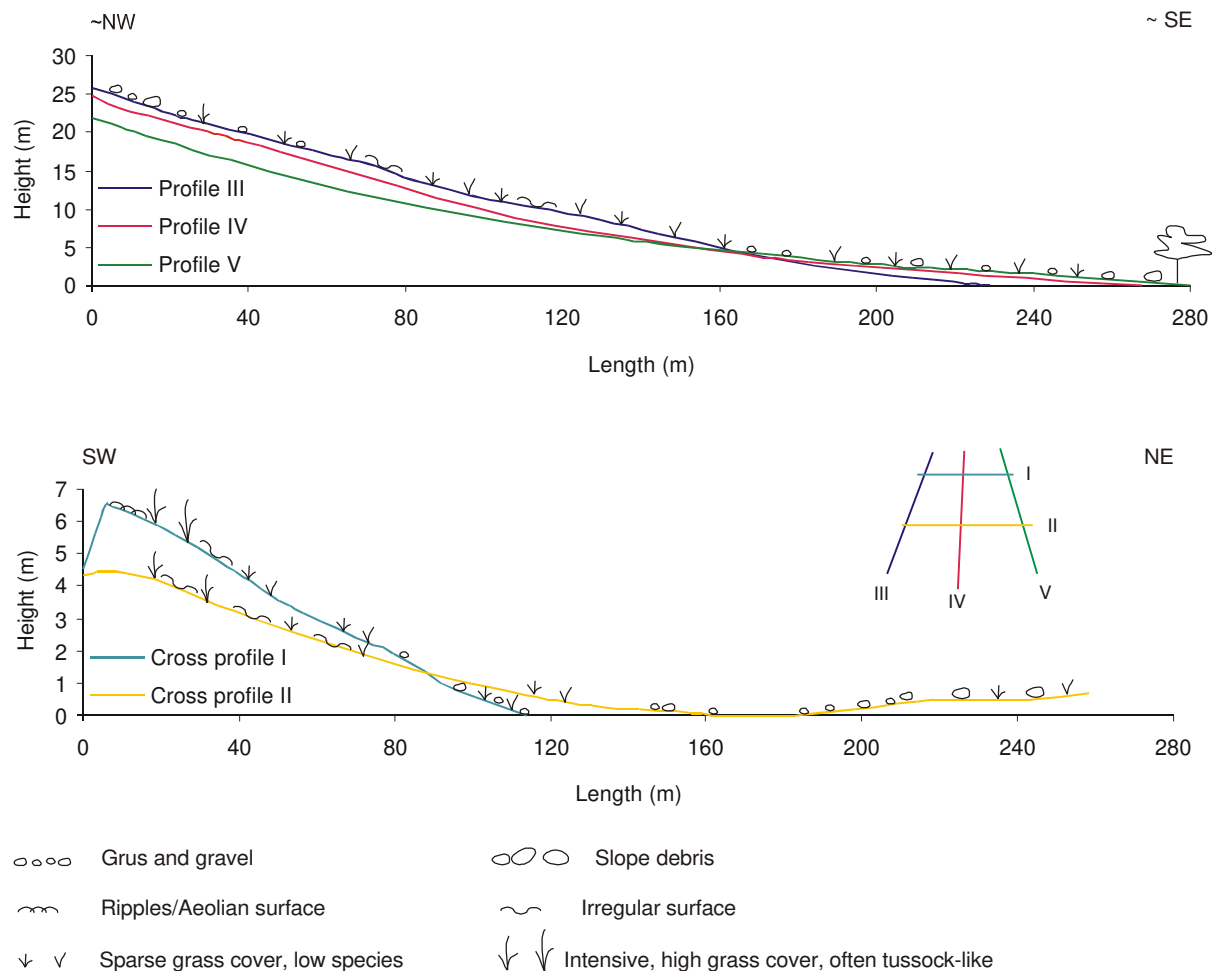 ~NW
~ SE
30
25
20
15
10
5
0
Height (m)
Profile III
Profile IV
Profile V
0 40 80 120 160 200 240 280
Length (m)
SW
NE
I
II
III
IV
V
7
6
5
4
3
2
1
0
Height (m)
Cross profile I
Cross profile II
0 40 80 120 160 200 240 280
Length (m)
Grus and gravel
Slope debris
Ripples/Aeolian surface
Irregular surface
Sparse grass cover, low species
Intensive, high grass cover, often tussock-like